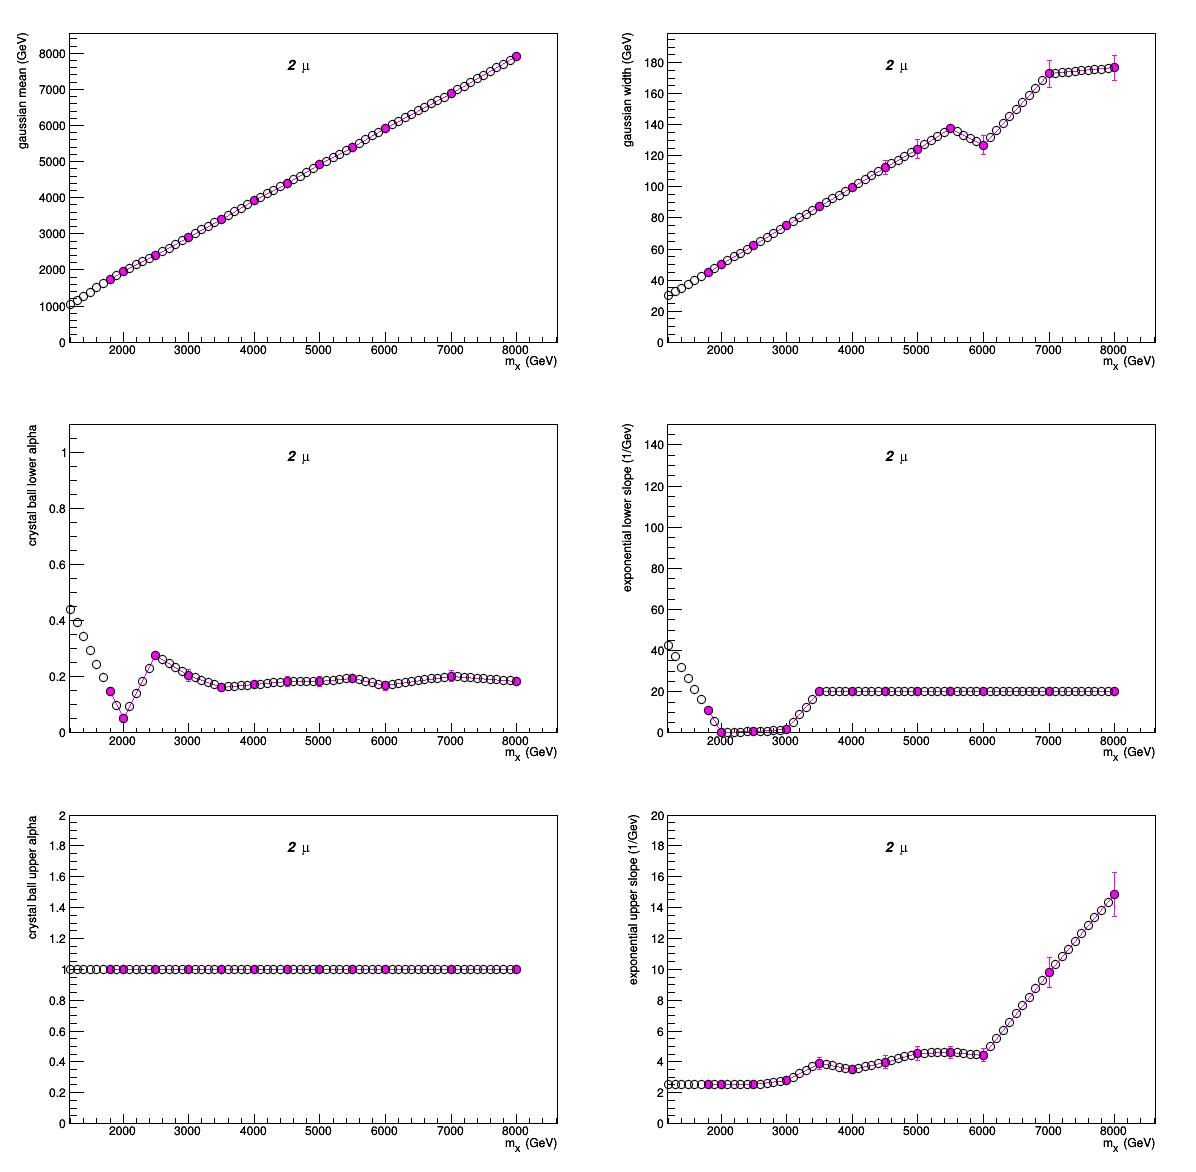 gaussian mean (GeV)
2 μ
8000
7000
6000
5000
4000
3000
2000
1000
0
2000 3000 4000 5000 6000 7000 8000
m_x (GeV)
gaussian width (GeV)
2 μ
180
160
140
120
100
80
60
40
20
0
2000 3000 4000 5000 6000 7000 8000
m_x (GeV)
crystal ball lower alpha
2 μ
1
0.8
0.6
0.4
0.2
0
2000 3000 4000 5000 6000 7000 8000
m_x (GeV)
exponential lower slope (1/Gev)
2 μ
140
120
100
80
60
40
20
0
2000 3000 4000 5000 6000 7000 8000
m_x (GeV)
crystal ball upper alpha
2 μ
2
1.8
1.6
1.4
1.2
1
0.8
0.6
0.4
0.2
0
2000 3000 4000 5000 6000 7000 8000
m_x (GeV)
exponential upper slope (1/Gev)
2 μ
20
18
16
14
12
10
8
6
4
2
0
2000 3000 4000 5000 6000 7000 8000
m_x (GeV)